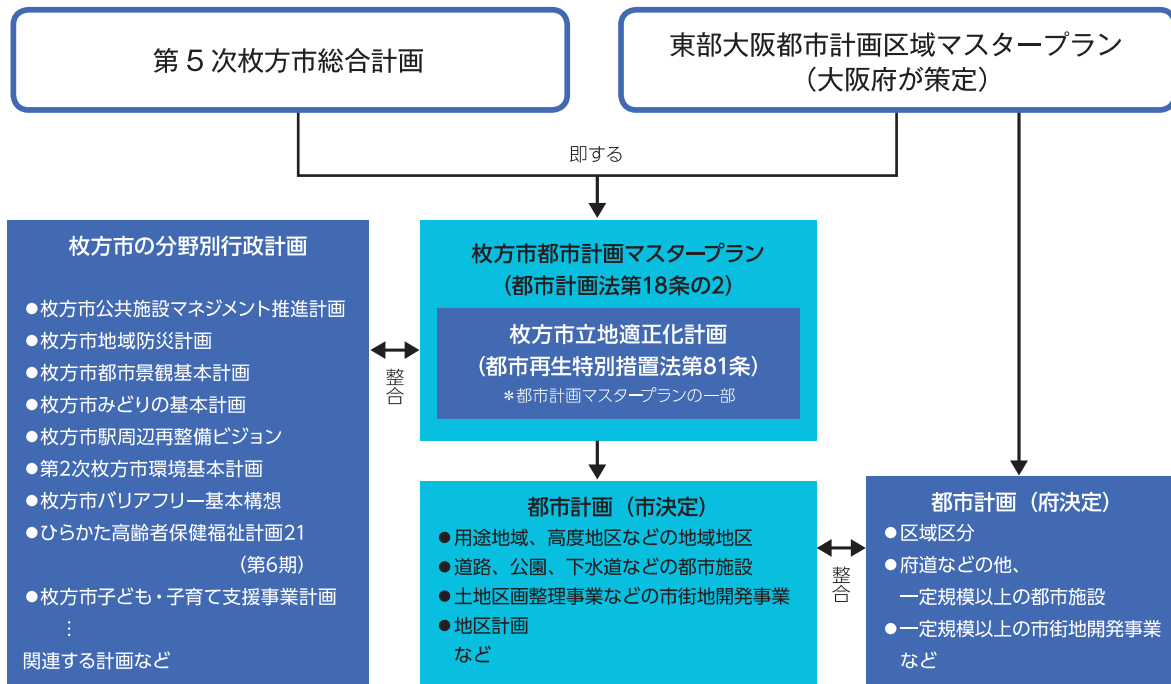 第5次枚方市総合計画
東部大阪都市計画区域マスタープラン
（大阪府が策定）
即する
枚方市の分野別行政計画
●枚方市公共施設マネジメント推進計画
●枚方市地域防災計画
●枚方市都市景観基本計画
●枚方市みどりの基本計画
●枚方市駅周辺再整備ビジョン
●第2次枚方市環境基本計画
●枚方市バリアフリー基本構想
●ひらかた高齢者保健福祉計画21
（第6期）
●枚方市子ども・子育て支援事業計画
⋮
関連する計画など
整合
枚方市都市計画マスタープラン
（都市計画法第18条の2）
枚方市立地適正化計画
（都市再生特別措置法第81条）
＊都市計画マスタープランの一部
都市計画（市決定）
●用途地域、高度地区などの地域地区
●道路、公園、下水道などの都市施設
●土地区画整理事業などの市街地開発事業
●地区計画
など
整合
都市計画（府決定）
●区域区分
●府道などの他、
一定規模以上の都市施設
●一定規模以上の市街地開発事業
など